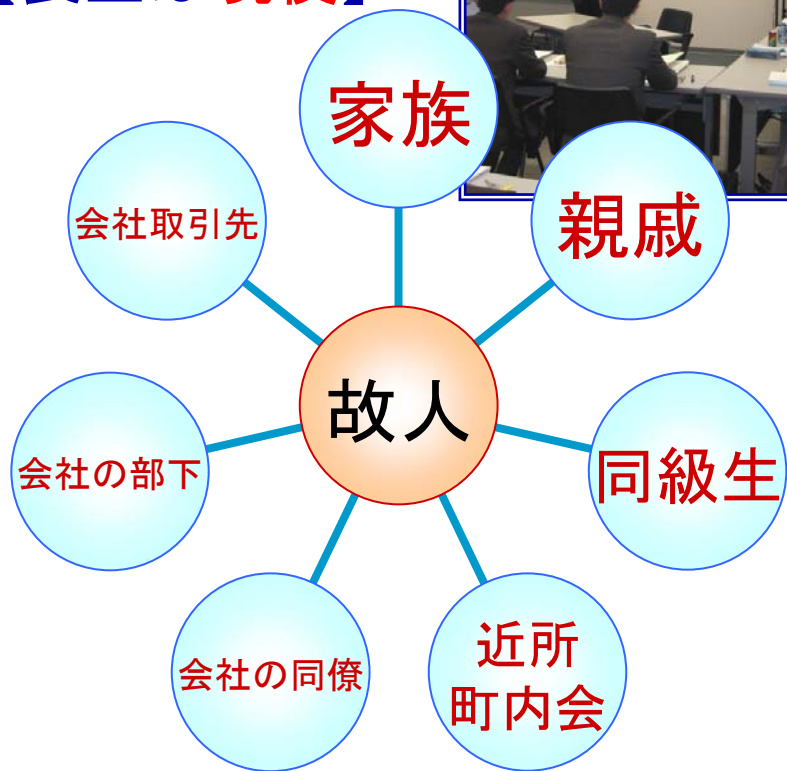 家族
親戚
会社取引先
故人
同級生
会社の部下
近所
町内会
会社の同僚